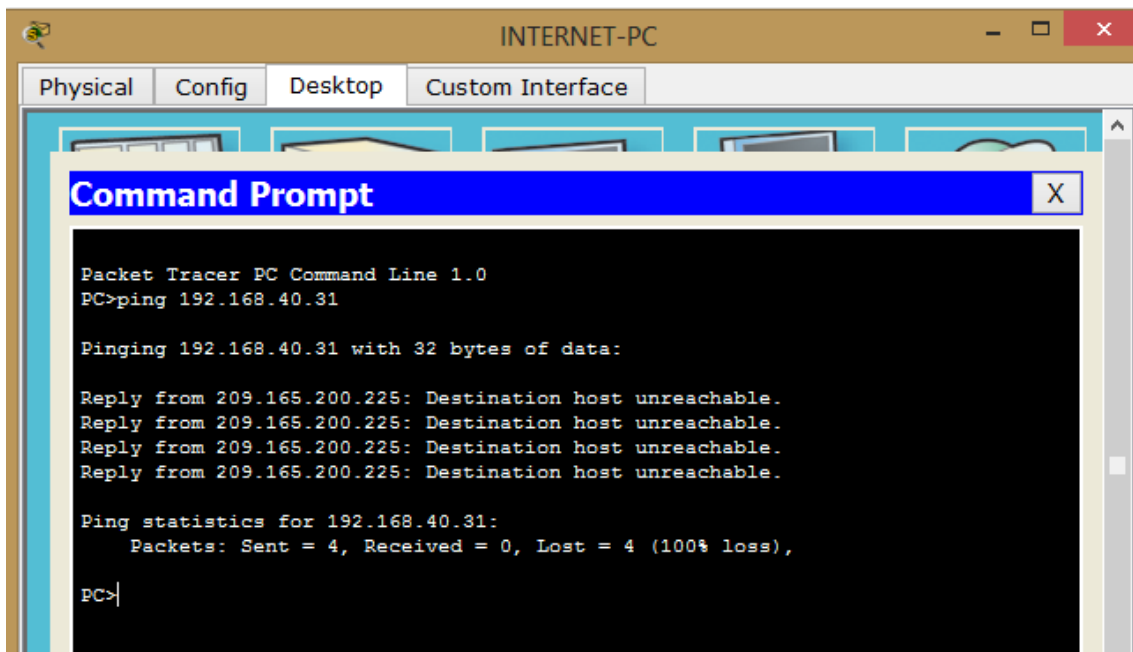 INTERNET-PC
Physical Config Desktop Custom Interface
Command Prompt X
Packet Tracer PC Command Line 1.0
PC>ping 192.168.40.31
Pinging 192.168.40.31 with 32 bytes of data:
Reply from 209.165.200.225: Destination host unreachable.
Reply from 209.165.200.225: Destination host unreachable.
Reply from 209.165.200.225: Destination host unreachable.
Reply from 209.165.200.225: Destination host unreachable.
Ping statistics for 192.168.40.31:
    Packets: Sent = 4, Received = 0, Lost = 4 (100% loss),
PC>